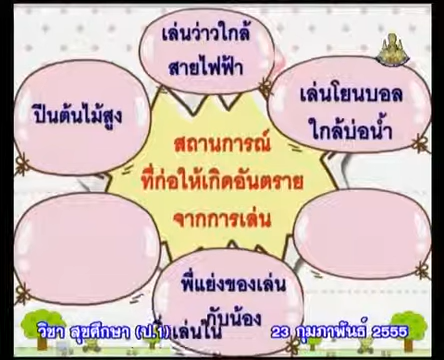 เล่นว่าวใกล้
สายไฟฟ้า
ปีนต้นไม้สูง
เล่นโยนบอล
ใกล้บ่อน้ำ
สถานการณ์
ที่ก่อให้เกิดอันตราย
จากการเล่น
พี่แย่งของเล่น
กับน้อง
เล่นใน
วิชา สุขศึกษา (ป.1)
23 กุมภาพันธ์ 2555